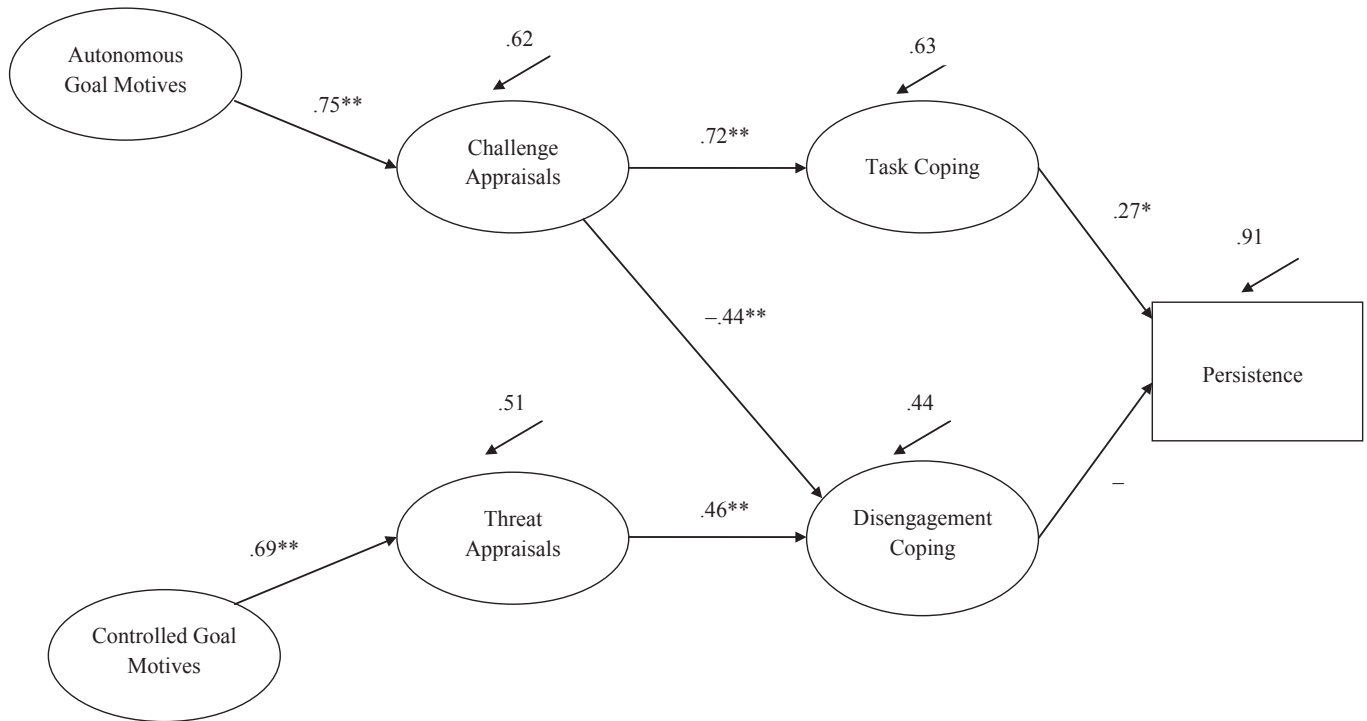 Autonomous
Goal Motives
.62
.63
.75**
Challenge
Appraisals
.72**
Task Coping
.27*
.91
–.44**
Persistence
.51
.44
.69**
Threat
Appraisals
.46**
Disengagement
Coping
–
Controlled Goal
Motives